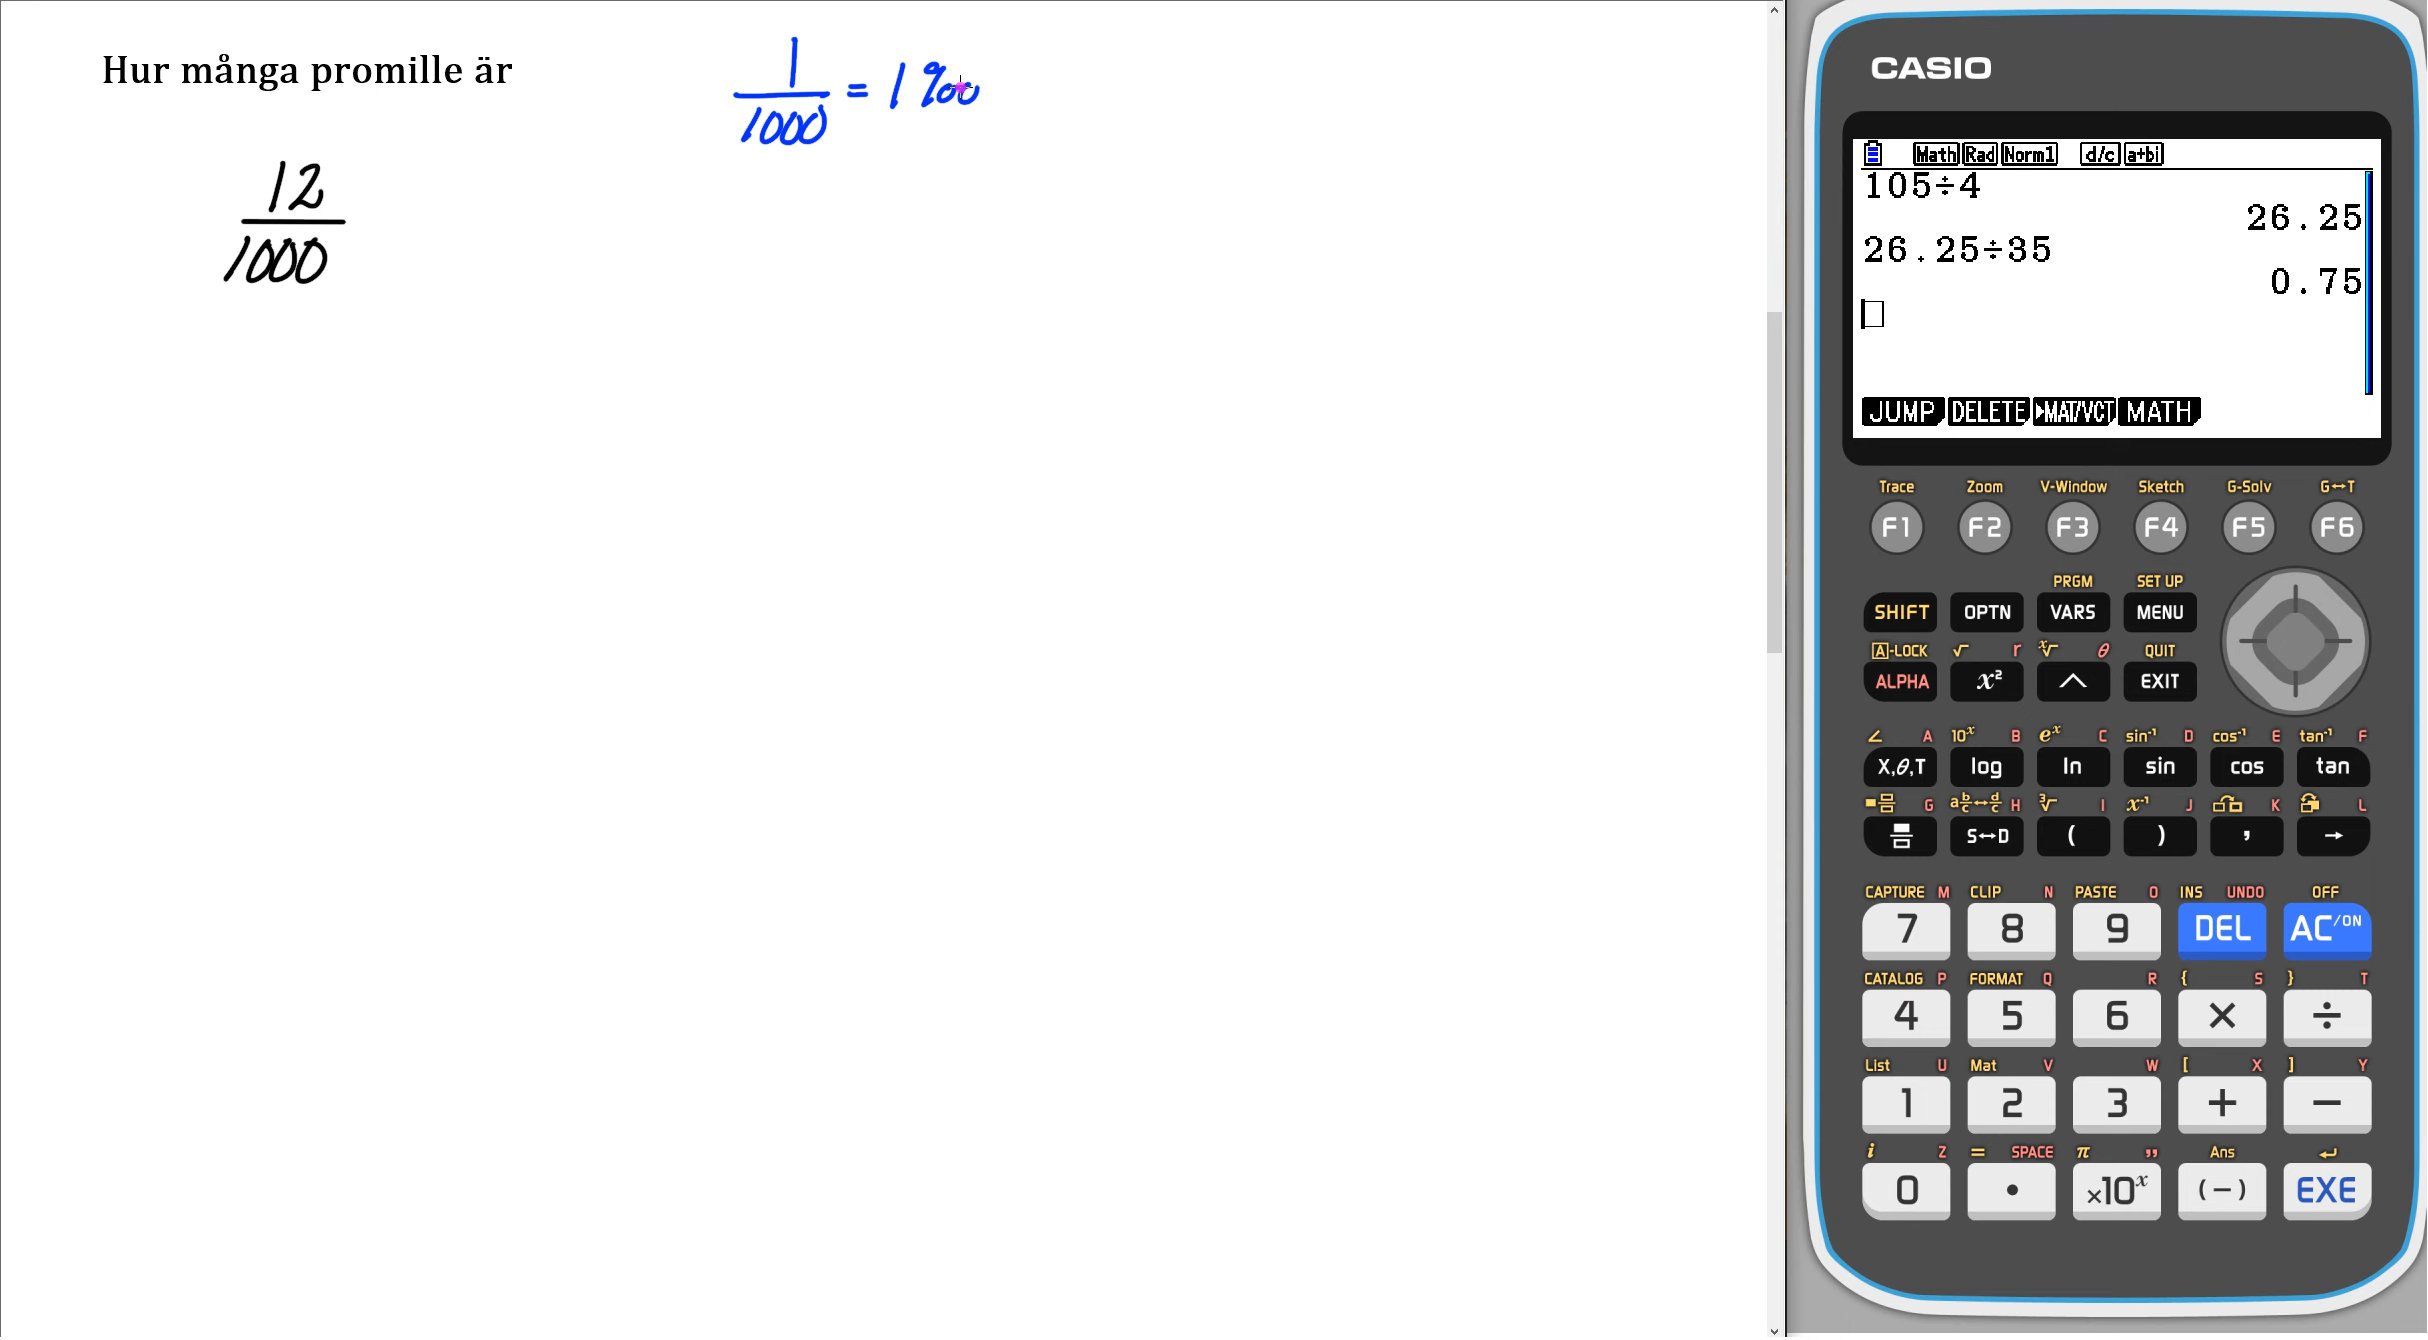 Hur många promille är
1/1000 = 1 ‰
12/1000
CASIO
Math Rad Norm1 d/c a+bi
105÷4
26.25
26.25÷35
0.75
JUMP DELETE ▸MAT/VCT MATH
Trace Zoom V-Window Sketch G-Solv G↔T
F1 F2 F3 F4 F5 F6
PRGM SET UP
SHIFT OPTN VARS MENU
A-LOCK √ r ˣ√ θ QUIT
ALPHA x² ^ EXIT
∠ A 10ˣ B eˣ C sin⁻¹ D cos⁻¹ E tan⁻¹ F
X,θ,T log ln sin cos tan
G a b/c↔d/c H ³√ I x⁻¹ J K L
S↔D ( ) , →
CAPTURE M CLIP N PASTE O INS UNDO OFF
7 8 9 DEL AC/ON
CATALOG P FORMAT Q R { S } T
4 5 6 × ÷
List U Mat V W [ X ] Y
1 2 3 + −
i Z = SPACE π " Ans ↵
0 • ×10ˣ (−) EXE